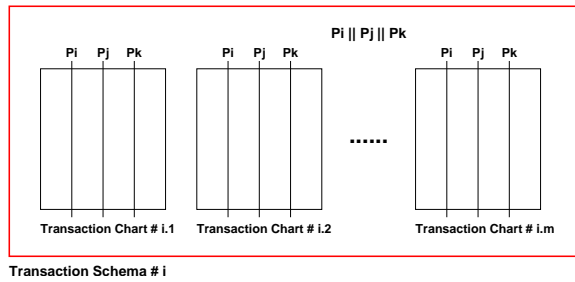 Pi || Pj || Pk
Pi Pj Pk
Pi Pj Pk
Pi Pj Pk
......
Transaction Chart # i.1
Transaction Chart # i.2
Transaction Chart # i.m
Transaction Schema # i